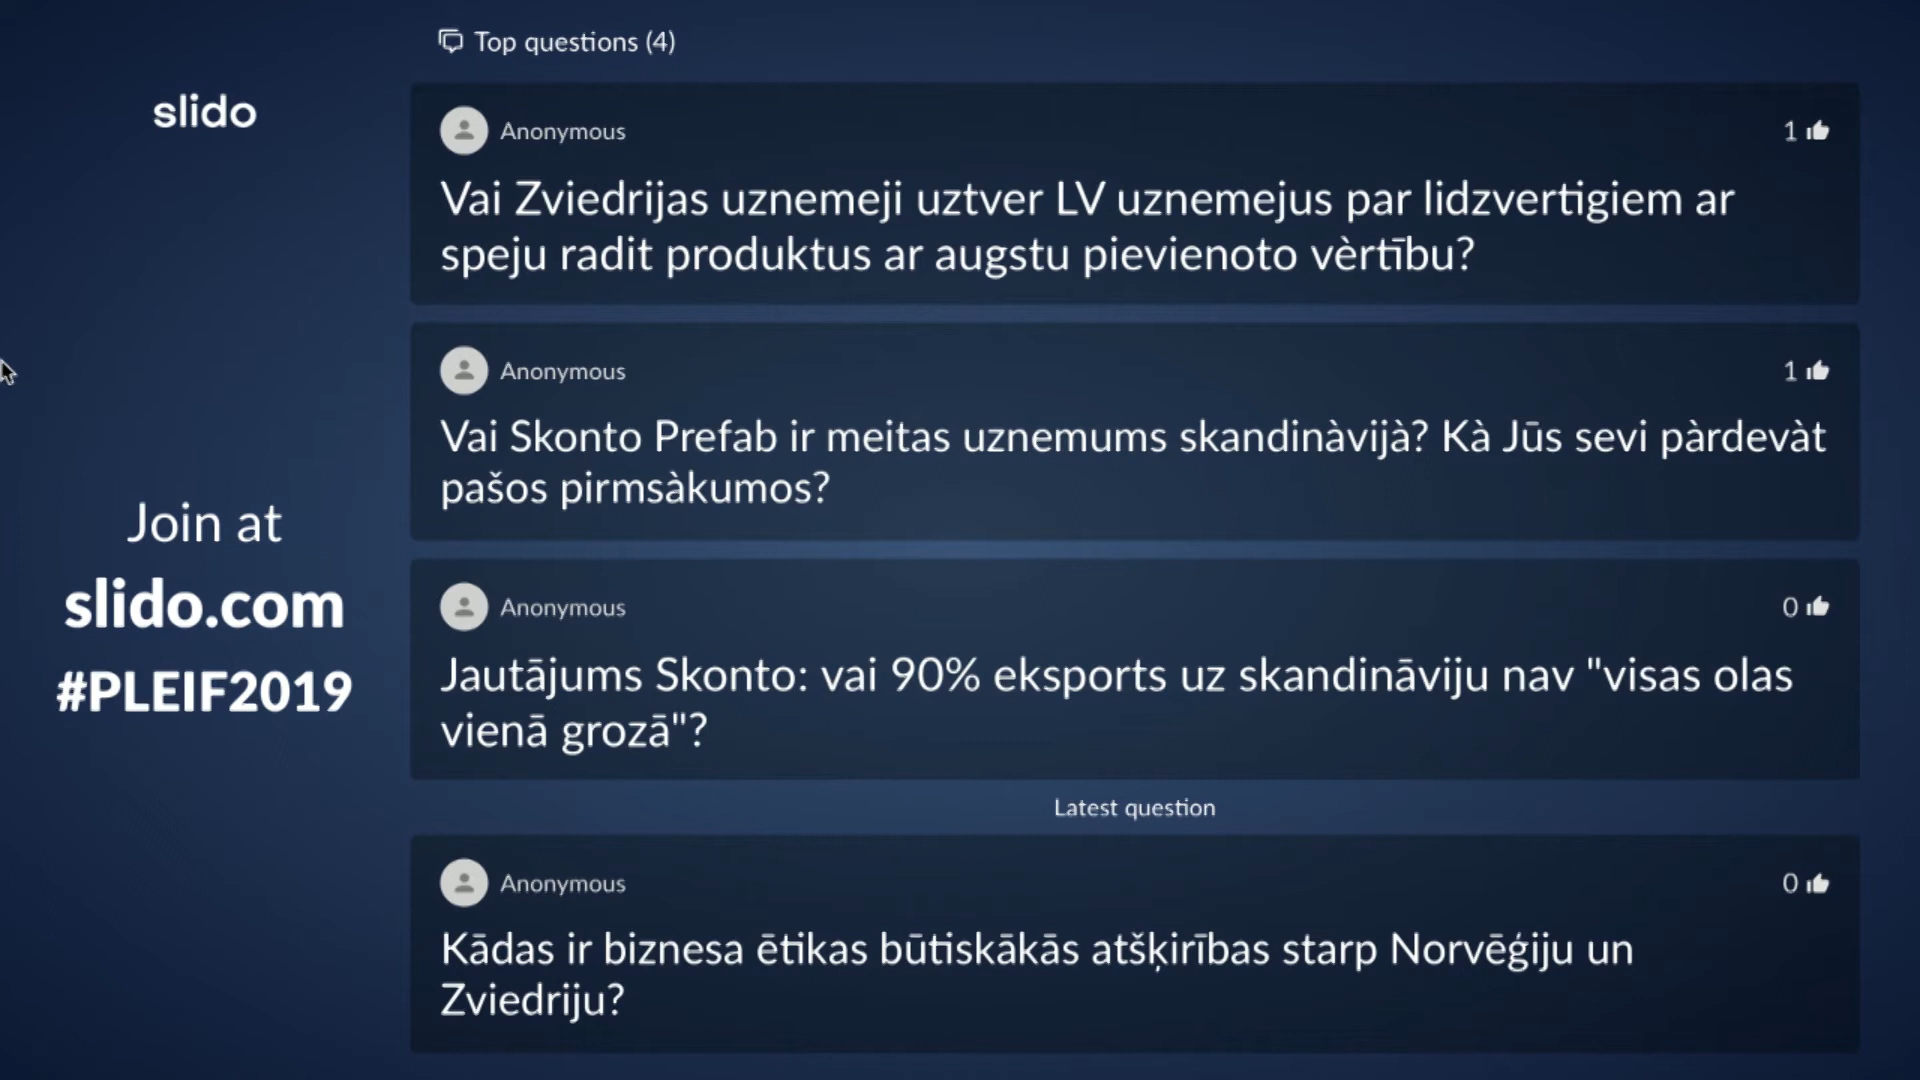 Top questions (4)
slido
Anonymous
1
Vai Zviedrijas uznemeji uztver LV uznemejus par lidzvertigiem ar
speju radit produktus ar augstu pievienoto vèrtību?
Anonymous
1
Vai Skonto Prefab ir meitas uznemums skandinàvijà? Kà Jūs sevi pàrdevàt
pašos pirmsàkumos?
Join at
slido.com
#PLEIF2019
Anonymous
0
Jautājums Skonto: vai 90% eksports uz skandināviju nav "visas olas
vienā grozā"?
Latest question
Anonymous
0
Kādas ir biznesa ētikas būtiskākās atšķirības starp Norvēģiju un
Zviedriju?